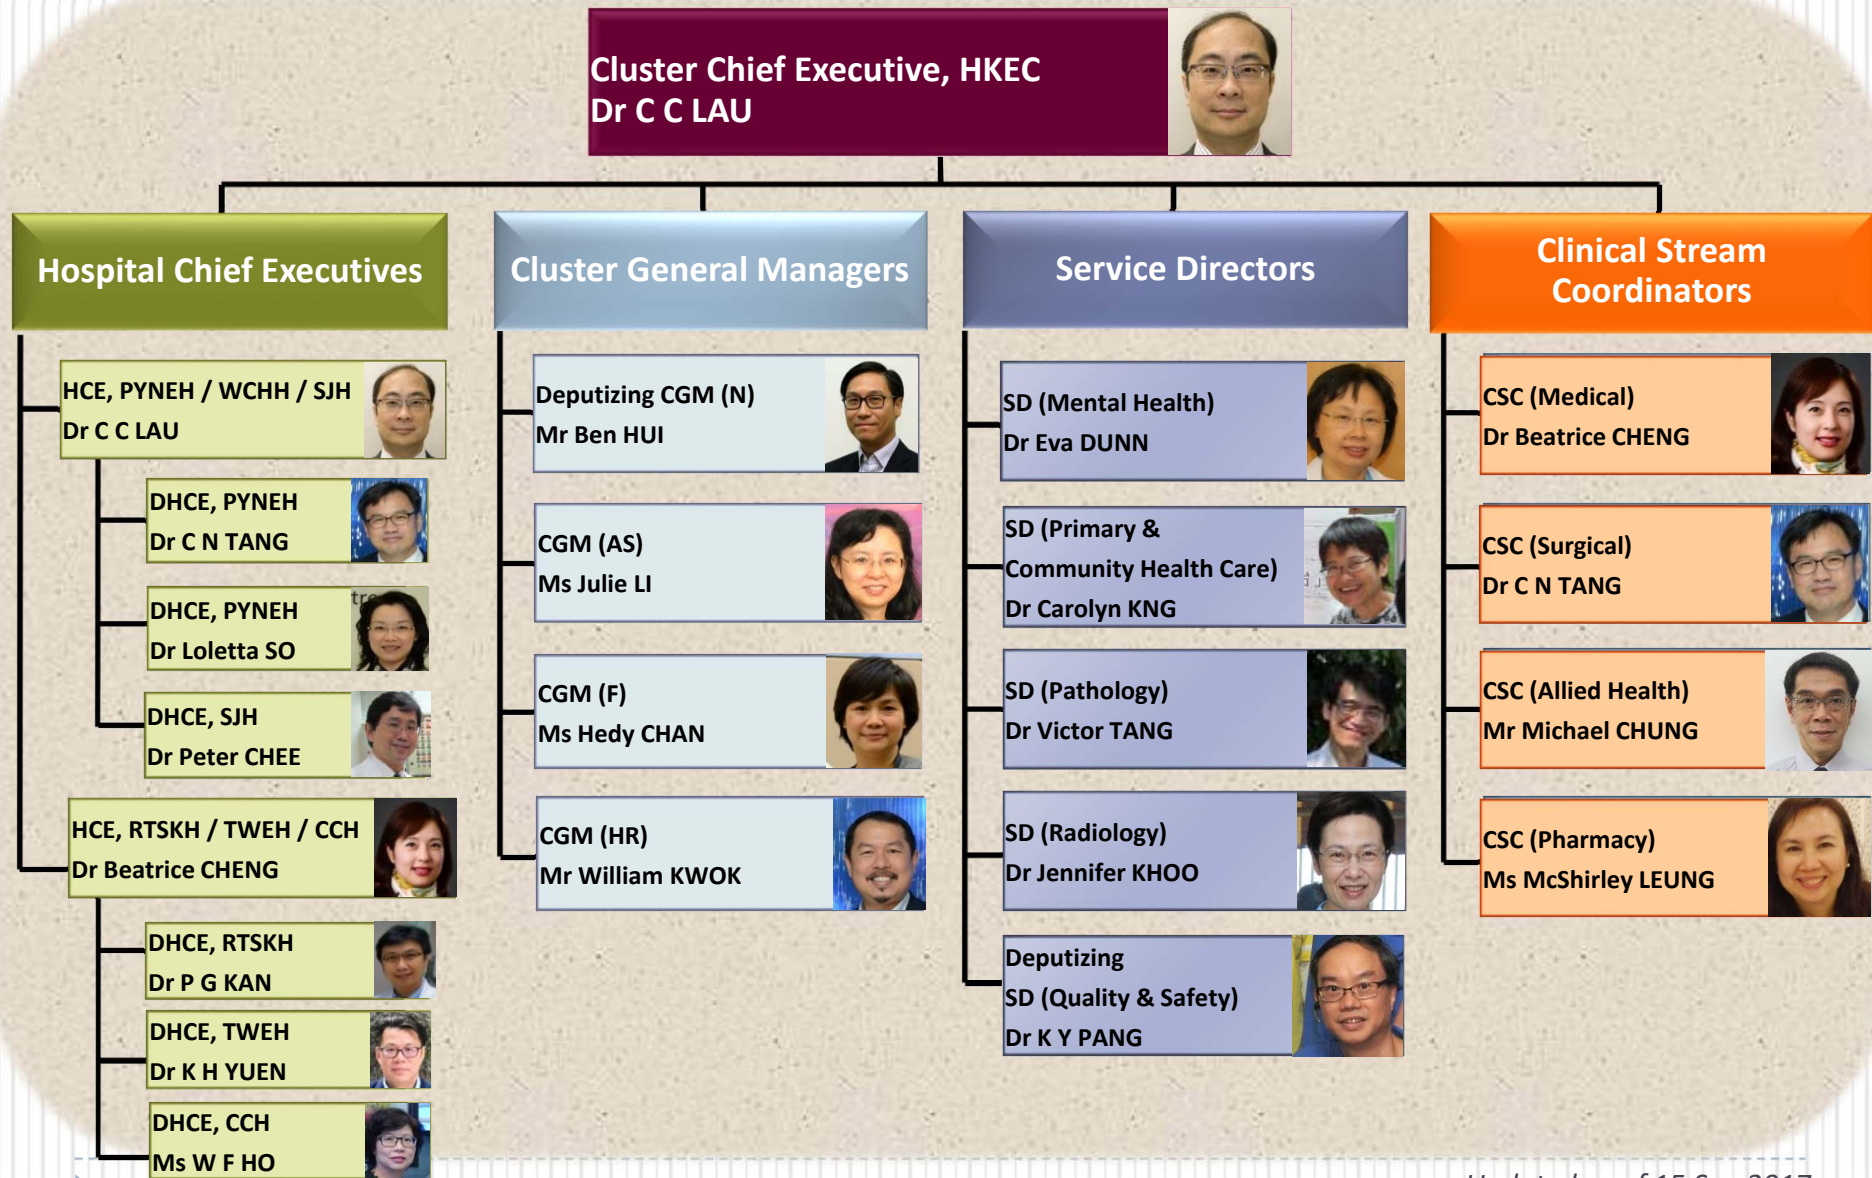 Cluster Chief Executive, HKEC
Dr C C LAU
Hospital Chief Executives
HCE, PYNEH / WCHH / SJH
Dr C C LAU
DHCE, PYNEH
Dr C N TANG
DHCE, PYNEH
Dr Loletta SO
DHCE, SJH
Dr Peter CHEE
HCE, RTSKH / TWEH / CCH
Dr Beatrice CHENG
DHCE, RTSKH
Dr P G KAN
DHCE, TWEH
Dr K H YUEN
DHCE, CCH
Ms W F HO
Cluster General Managers
Deputizing CGM (N)
Mr Ben HUI
CGM (AS)
Ms Julie LI
CGM (F)
Ms Hedy CHAN
CGM (HR)
Mr William KWOK
Service Directors
SD (Mental Health)
Dr Eva DUNN
SD (Primary &
Community Health Care)
Dr Carolyn KNG
SD (Pathology)
Dr Victor TANG
SD (Radiology)
Dr Jennifer KHOO
Deputizing
SD (Quality & Safety)
Dr K Y PANG
Clinical Stream
Coordinators
CSC (Medical)
Dr Beatrice CHENG
CSC (Surgical)
Dr C N TANG
CSC (Allied Health)
Mr Michael CHUNG
CSC (Pharmacy)
Ms McShirley LEUNG